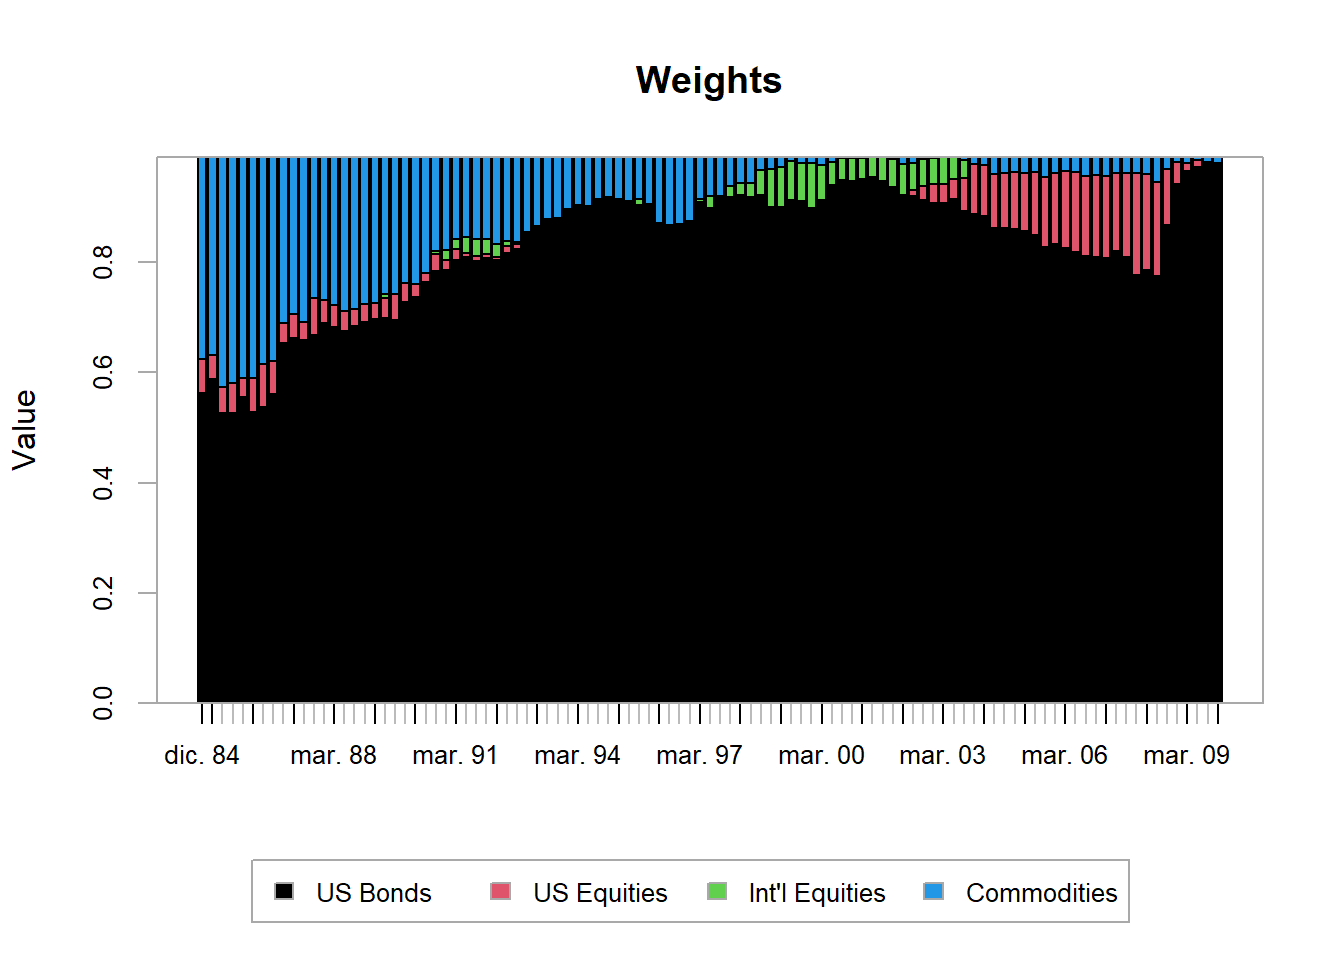 Weights
Value
0.8
0.6
0.4
0.2
0.0
dic. 84 mar. 88 mar. 91 mar. 94 mar. 97 mar. 00 mar. 03 mar. 06 mar. 09
US Bonds US Equities Int'l Equities Commodities